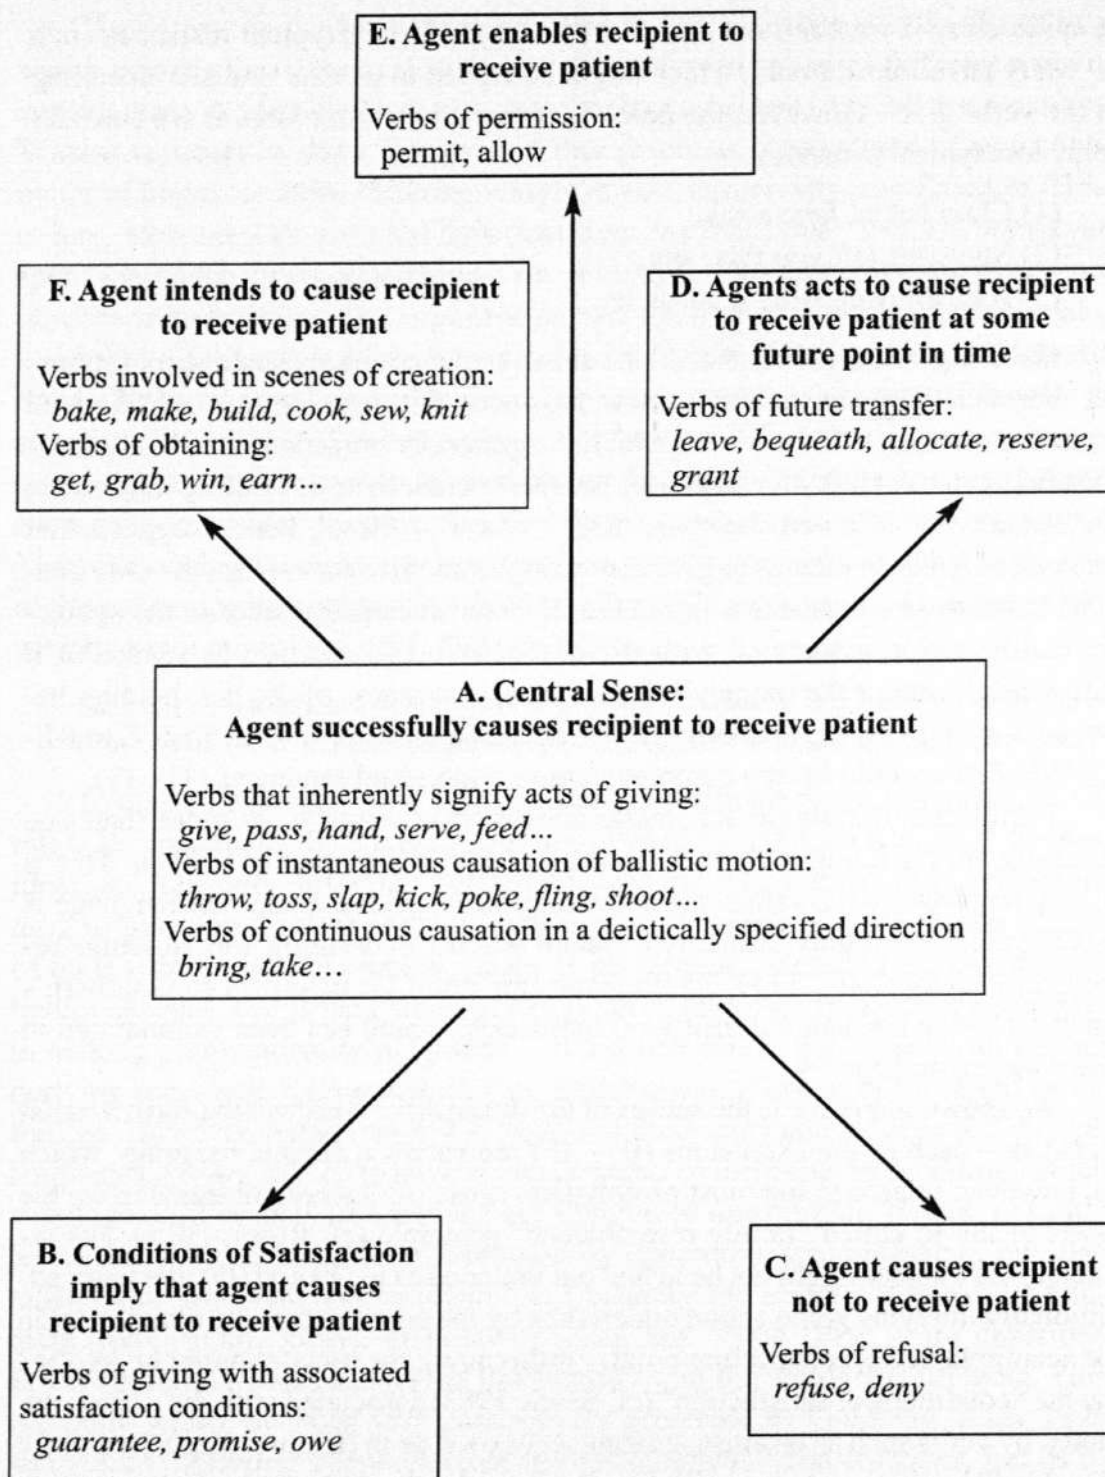 E. Agent enables recipient to
receive patient
Verbs of permission:
permit, allow
F. Agent intends to cause recipient
to receive patient
Verbs involved in scenes of creation:
bake, make, build, cook, sew, knit
Verbs of obtaining:
get, grab, win, earn…
D. Agents acts to cause recipient
to receive patient at some
future point in time
Verbs of future transfer:
leave, bequeath, allocate, reserve,
grant
A. Central Sense:
Agent successfully causes recipient to receive patient
Verbs that inherently signify acts of giving:
give, pass, hand, serve, feed…
Verbs of instantaneous causation of ballistic motion:
throw, toss, slap, kick, poke, fling, shoot…
Verbs of continuous causation in a deictically specified direction
bring, take…
B. Conditions of Satisfaction
imply that agent causes
recipient to receive patient
Verbs of giving with associated
satisfaction conditions:
guarantee, promise, owe
C. Agent causes recipient
not to receive patient
Verbs of refusal:
refuse, deny